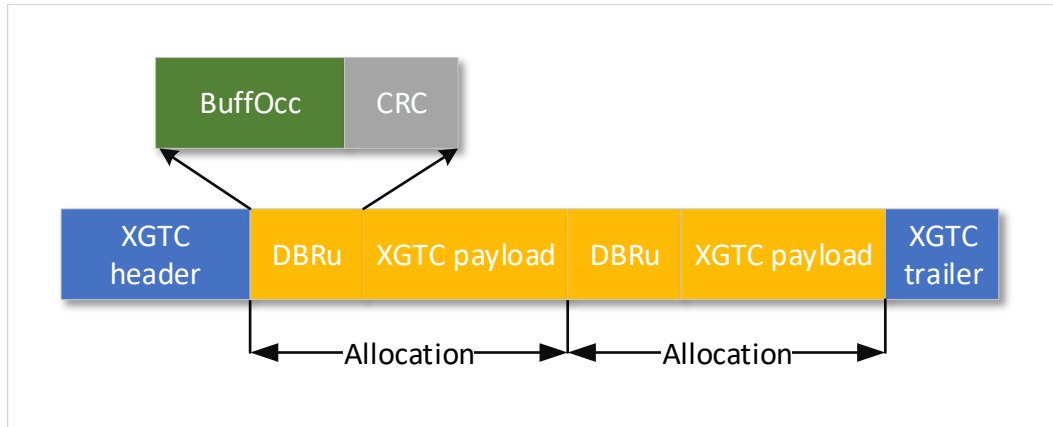 BuffOcc CRC
XGTC
header
DBRu XGTC payload DBRu XGTC payload
XGTC
trailer
Allocation Allocation